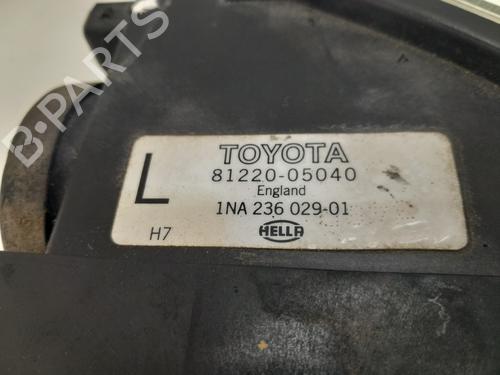 B-PARTS
L
TOYOTA
81220-05040
England
1NA 236 029-01
H7
HELLA